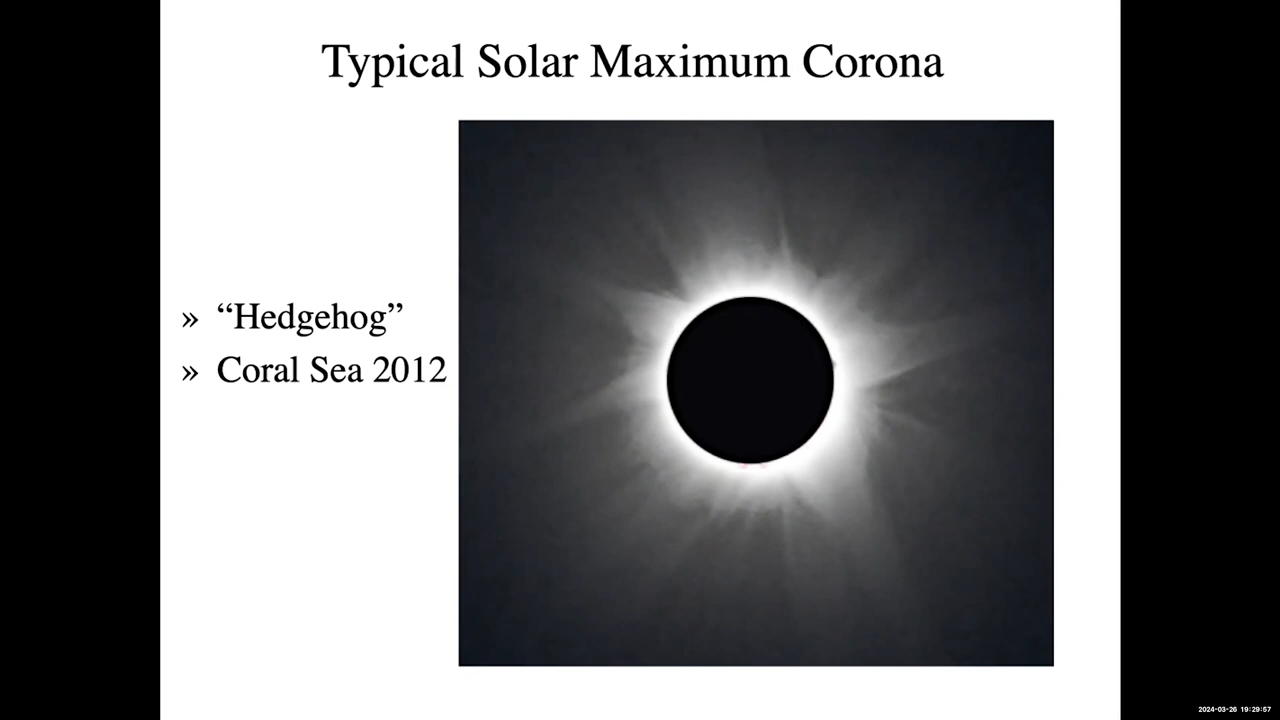 Typical Solar Maximum Corona
» “Hedgehog”
» Coral Sea 2012
2024-03-26 19:29:57